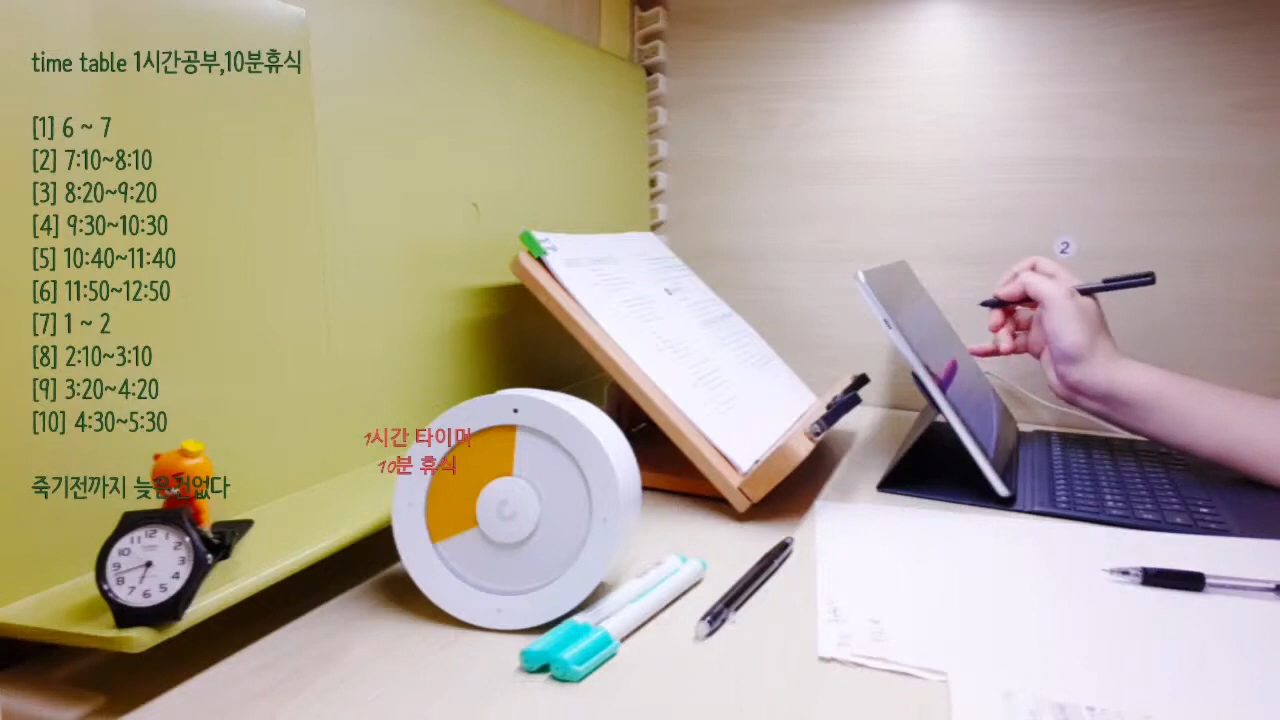 time table 1시간공부,10분휴식
[1] 6 ~ 7
[2] 7:10~8:10
[3] 8:20~9:20
[4] 9:30~10:30
[5] 10:40~11:40
[6] 11:50~12:50
[7] 1 ~ 2
[8] 2:10~3:10
[9] 3:20~4:20
[10] 4:30~5:30
죽기전까지 늦은건없다
1시간 타이머
10분 휴식
2